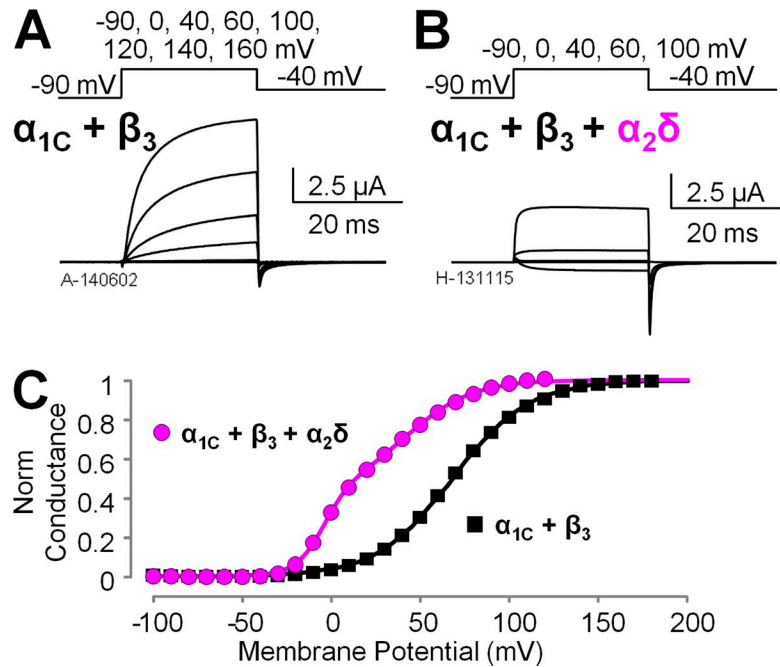 A
-90, 0, 40, 60, 100,
120, 140, 160 mV
-90 mV
-40 mV
α1C + β3
2.5 µA
20 ms
A-140602
B
-90, 0, 40, 60, 100 mV
-90 mV
-40 mV
α1C + β3 + α2δ
2.5 µA
20 ms
H-131115
C
Norm
Conductance
1
0.8
0.6
0.4
0.2
0
α1C + β3 + α2δ
α1C + β3
-100
-50
0
50
100
150
200
Membrane Potential (mV)